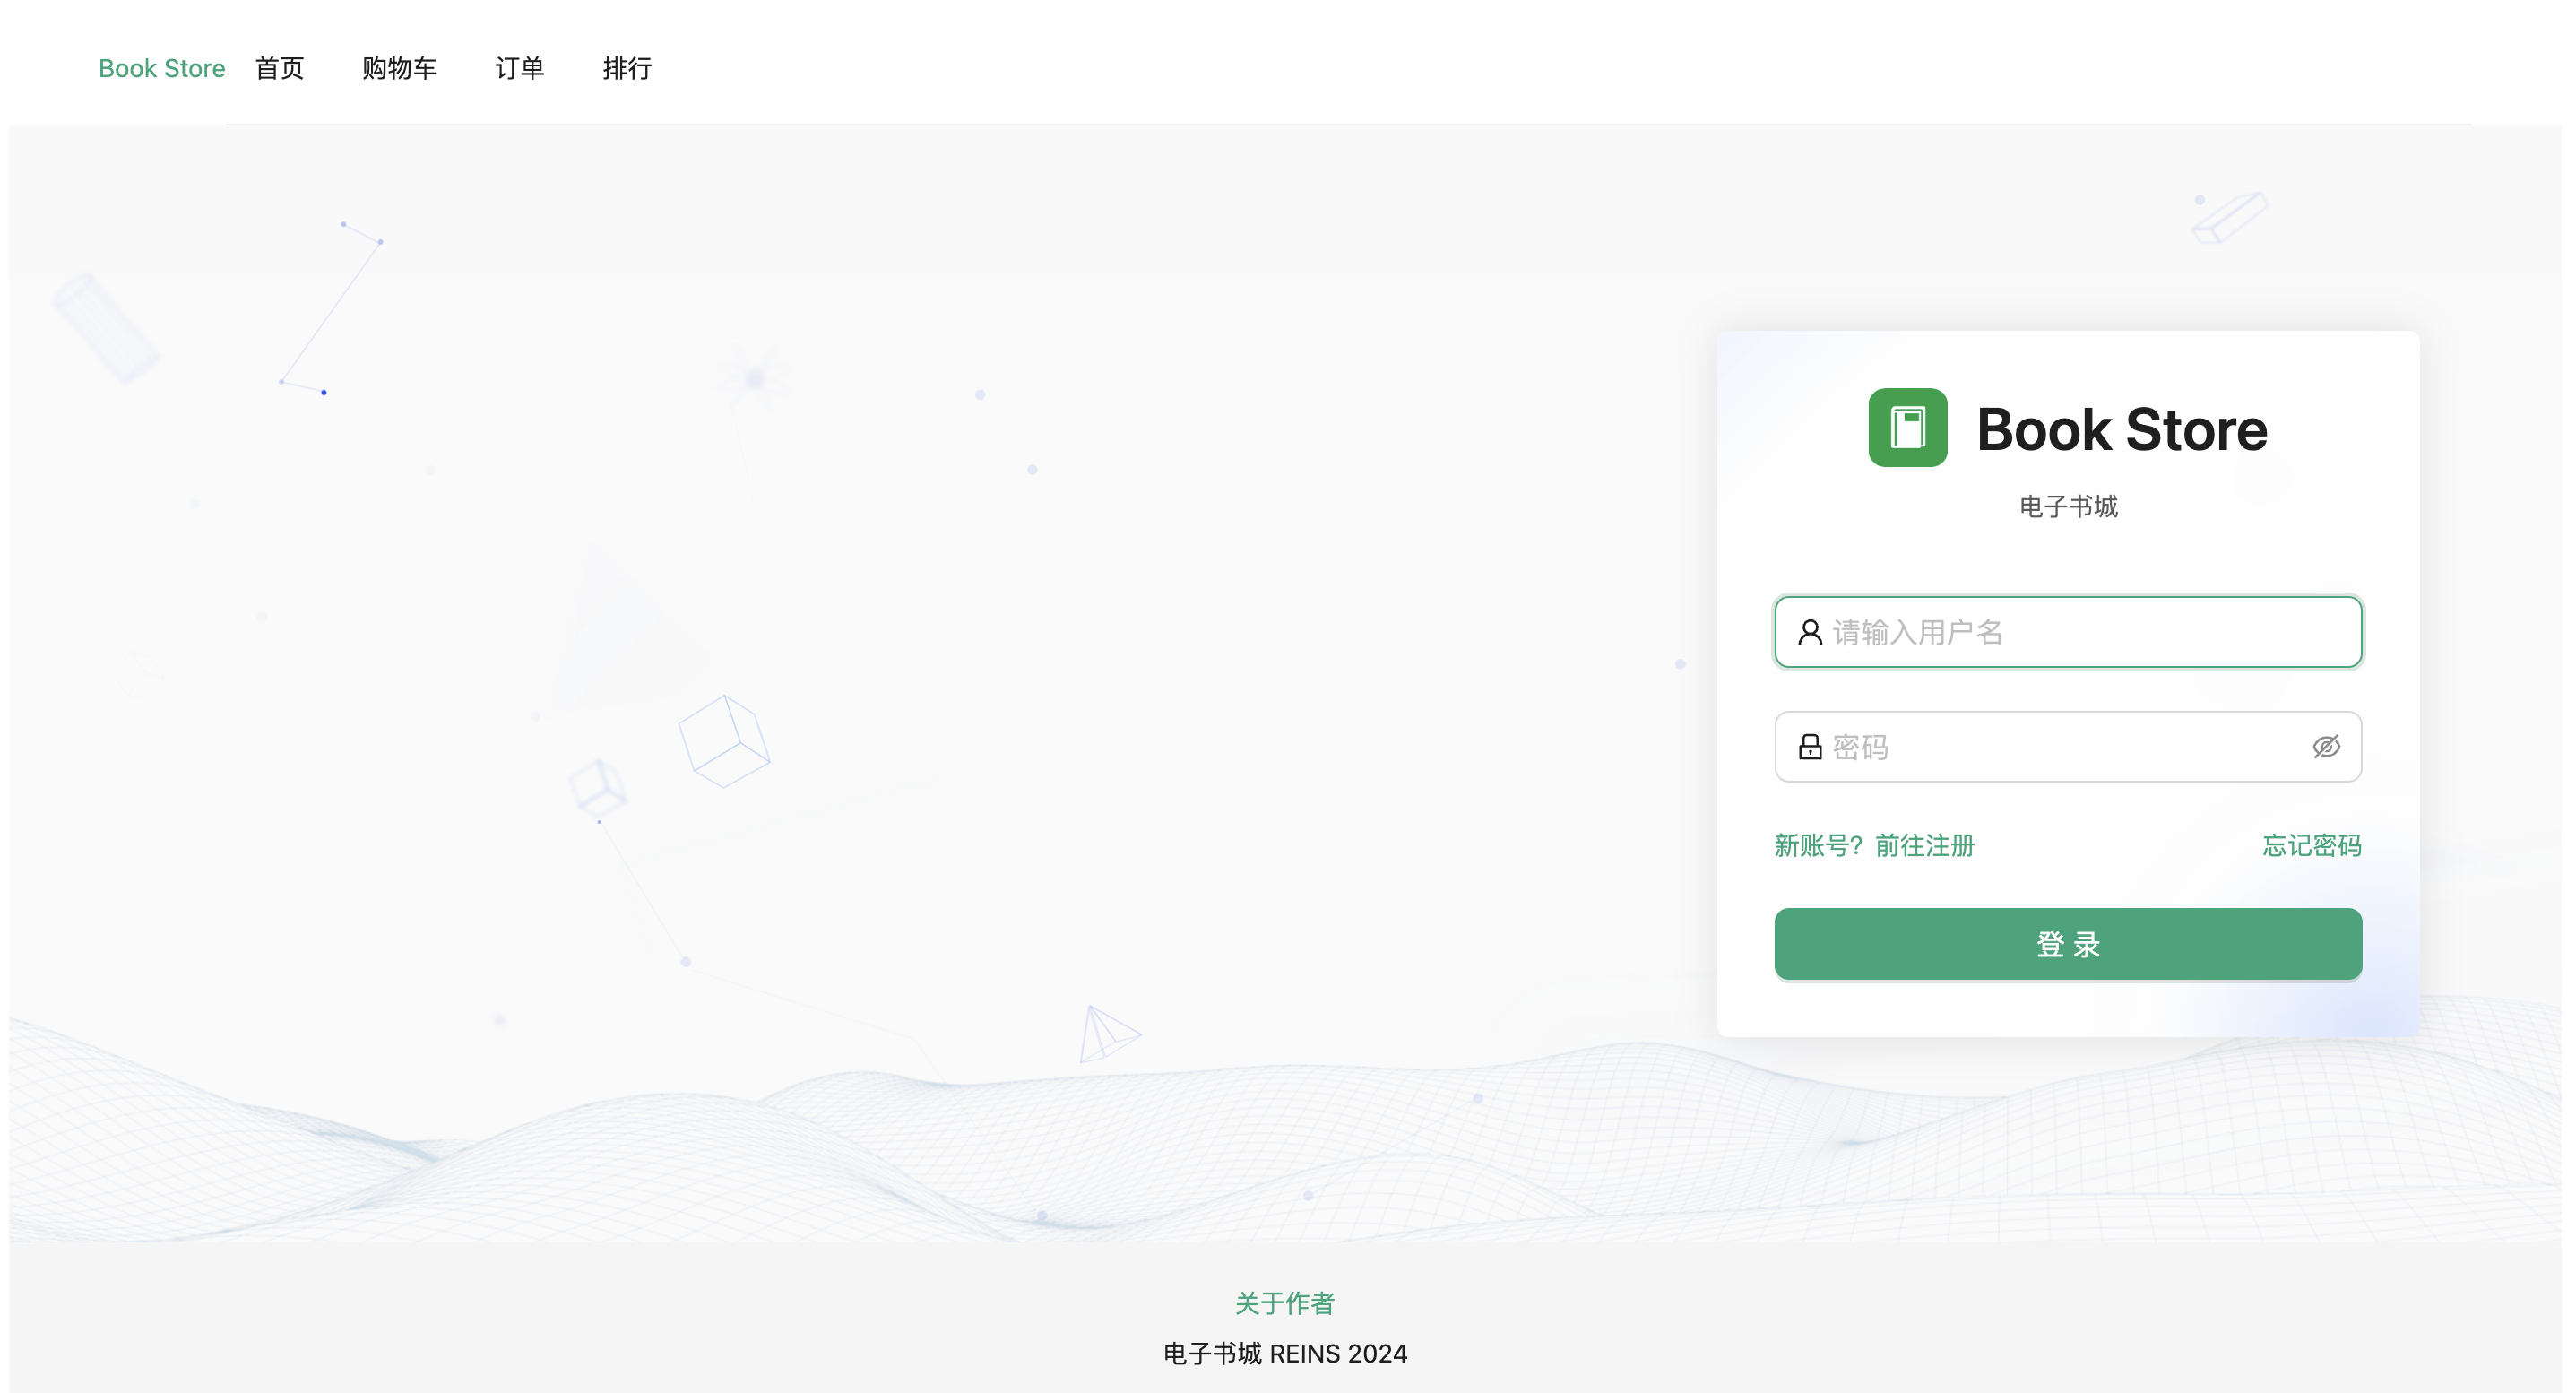 Book Store 首页 购物车 订单 排行
Book Store
电子书城
请输入用户名
密码
新账号？前往注册 忘记密码
登 录
关于作者
电子书城 REINS 2024